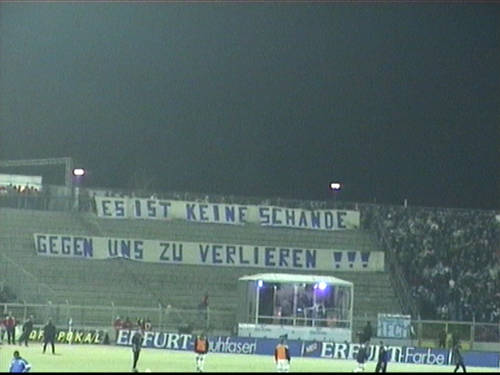 ES IST KEINE SCHANDE
GEGEN UNS ZU VERLIEREN !!!
POKAL ERFURT Rauhfaser ERFURT-Farbe